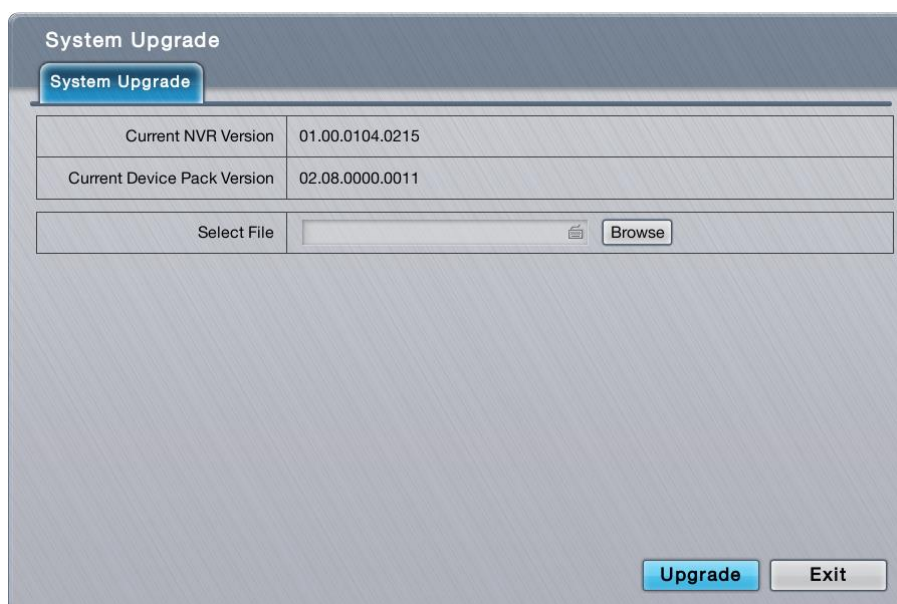 System Upgrade
System Upgrade
Current NVR Version 01.00.0104.0215
Current Device Pack Version 02.08.0000.0011
Select File Browse
Upgrade Exit